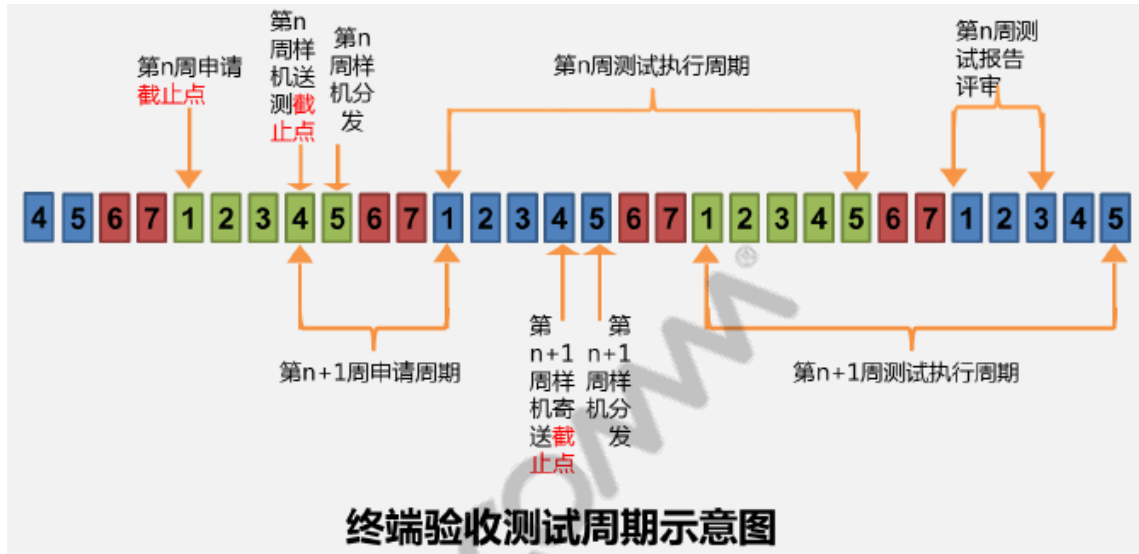 第n周申请
截止点
第n
周样
机送
测截
止点
第n
周样
机分
发
第n周测试执行周期
第n周测
试报告
评审
4 5 6 7 1 2 3 4 5 6 7 1 2 3 4 5 6 7 1 2 3 4 5 6 7 1 2 3 4 5
第n+1周申请周期
第
n+1
周样
机寄
送截
止点
第
n+1
周样
机分
发
第n+1周测试执行周期
终端验收测试周期示意图